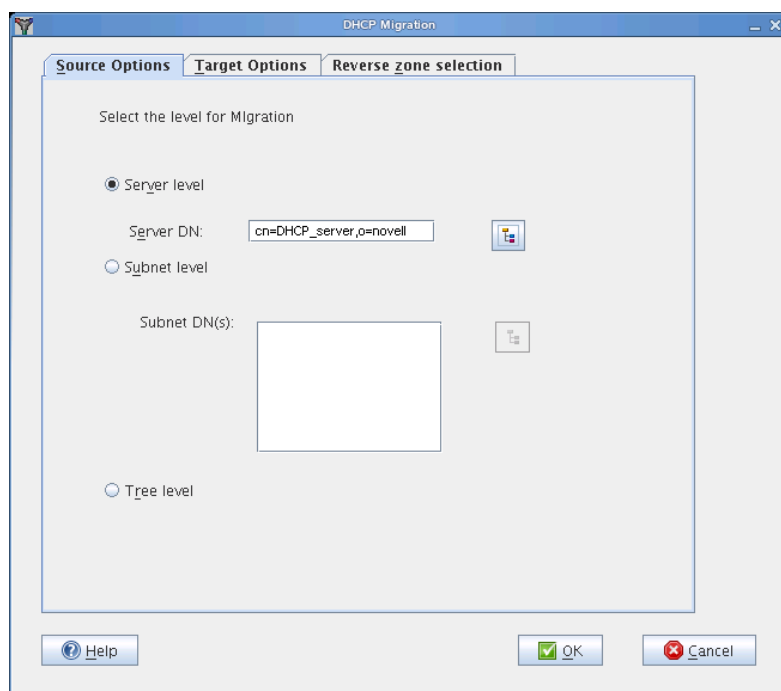 DHCP Migration
Source Options Target Options Reverse zone selection
Select the level for MIgration
Server level
Server DN: cn=DHCP_server,o=novell
Subnet level
Subnet DN(s):
Tree level
Help OK Cancel